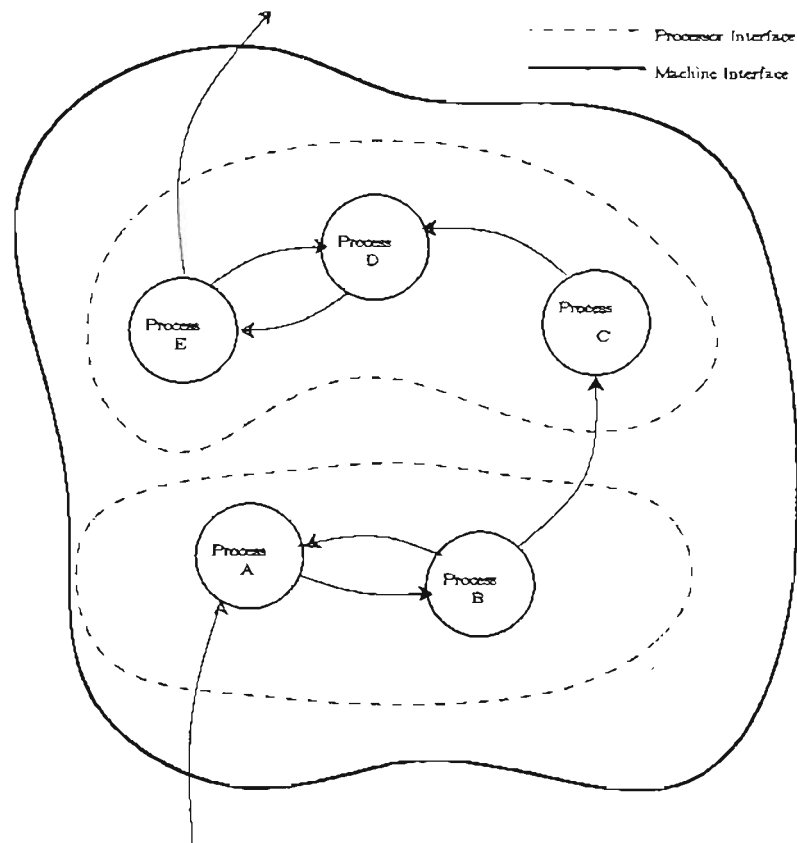 Processor Interface
Machine Interface
Process
D
Process
C
Process
E
Process
A
Process
B